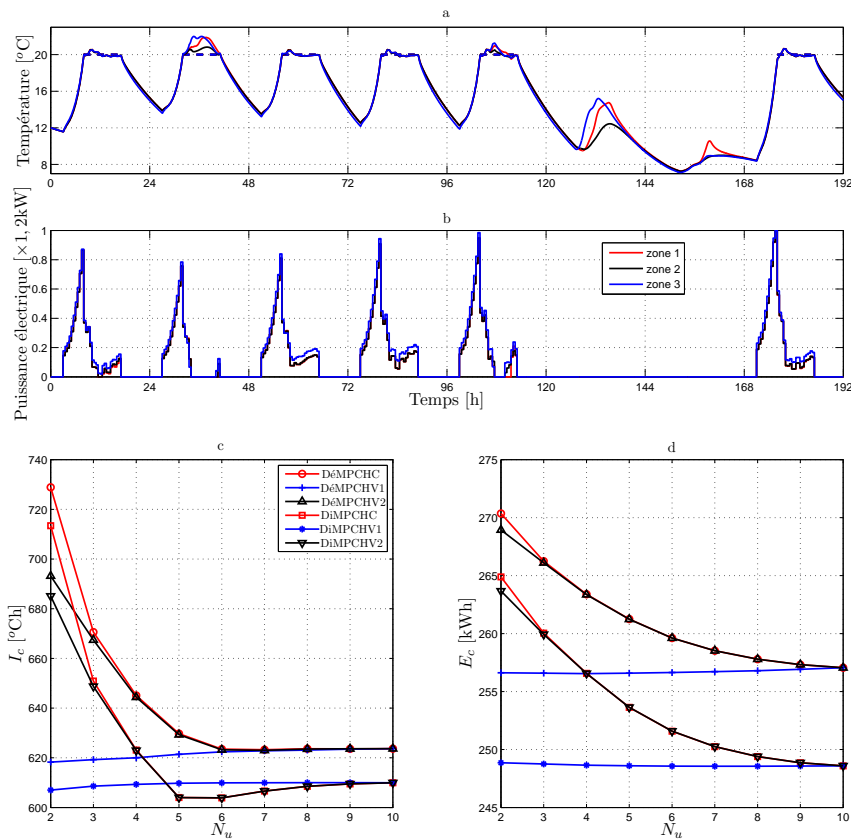 a
Température [°C]
20
16
12
8
0 24 48 72 96 120 144 168 192
b
Puissance électrique [×1, 2kW]
1
0.8
0.6
0.4
0.2
0
0 24 48 72 96 120 144 168 192
Temps [h]
zone 1
zone 2
zone 3
c
I_c [°Ch]
740
720
700
680
660
640
620
600
2 3 4 5 6 7 8 9 10
N_u
DéMPCHC
DéMPCHV1
DéMPCHV2
DiMPCHC
DiMPCHV1
DiMPCHV2
d
E_c [kWh]
275
270
265
260
255
250
245
2 3 4 5 6 7 8 9 10
N_u